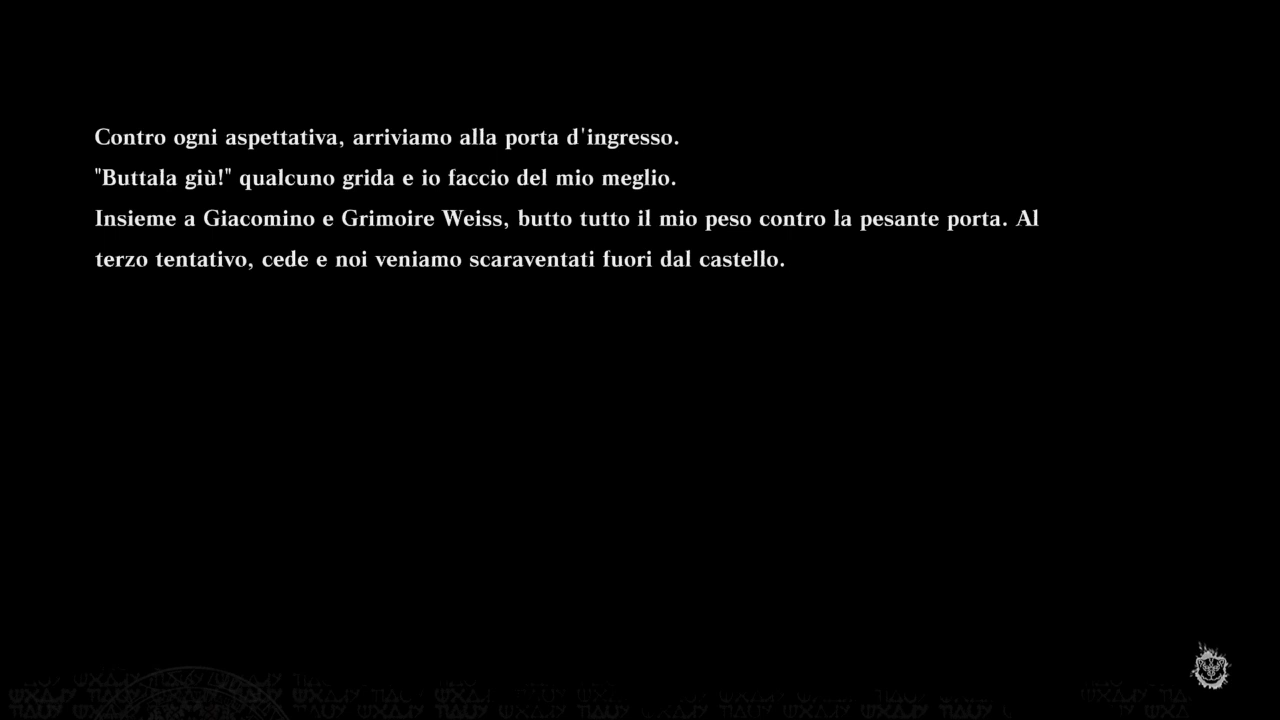 Contro ogni aspettativa, arriviamo alla porta d'ingresso.
"Buttala giù!" qualcuno grida e io faccio del mio meglio.
Insieme a Giacomino e Grimoire Weiss, butto tutto il mio peso contro la pesante porta. Al
terzo tentativo, cede e noi veniamo scaraventati fuori dal castello.